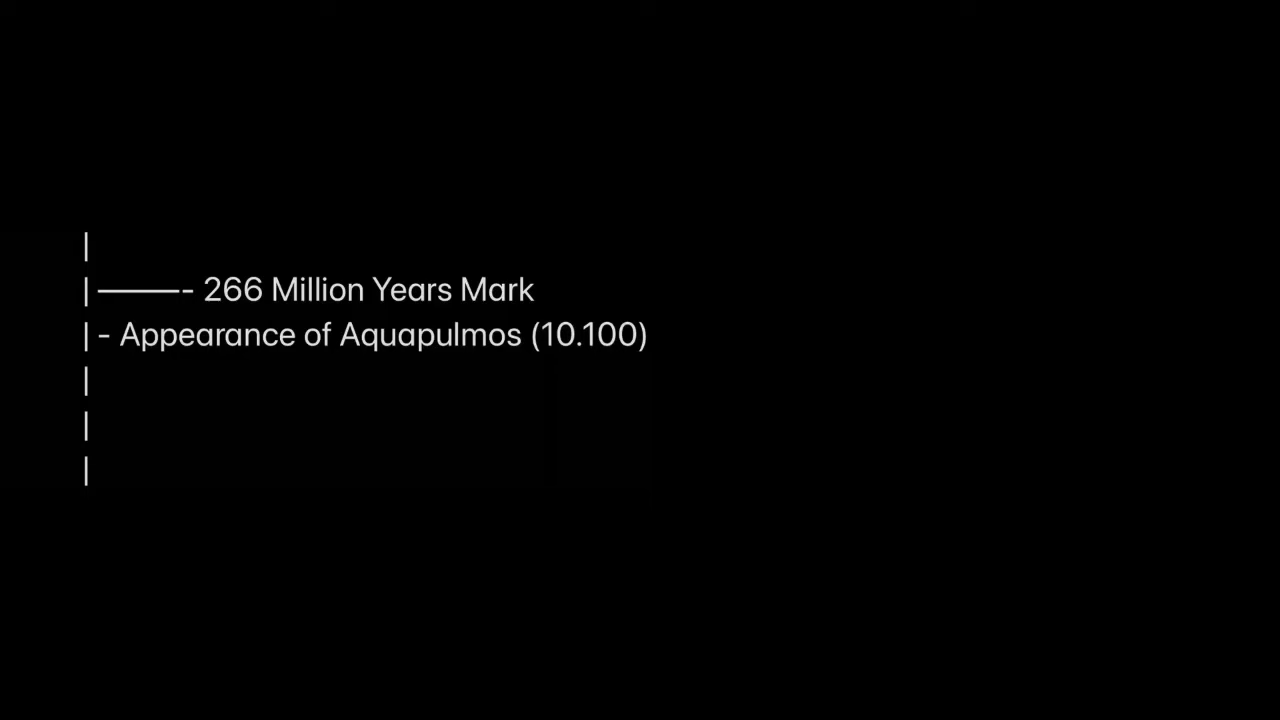 |
| ———- 266 Million Years Mark
| - Appearance of Aquapulmos (10.100)
|
|
|